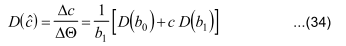 D(ĉ) = Δc/ΔΘ = 1/b₁ [D(b₀) + c D(b₁)] ...(34)